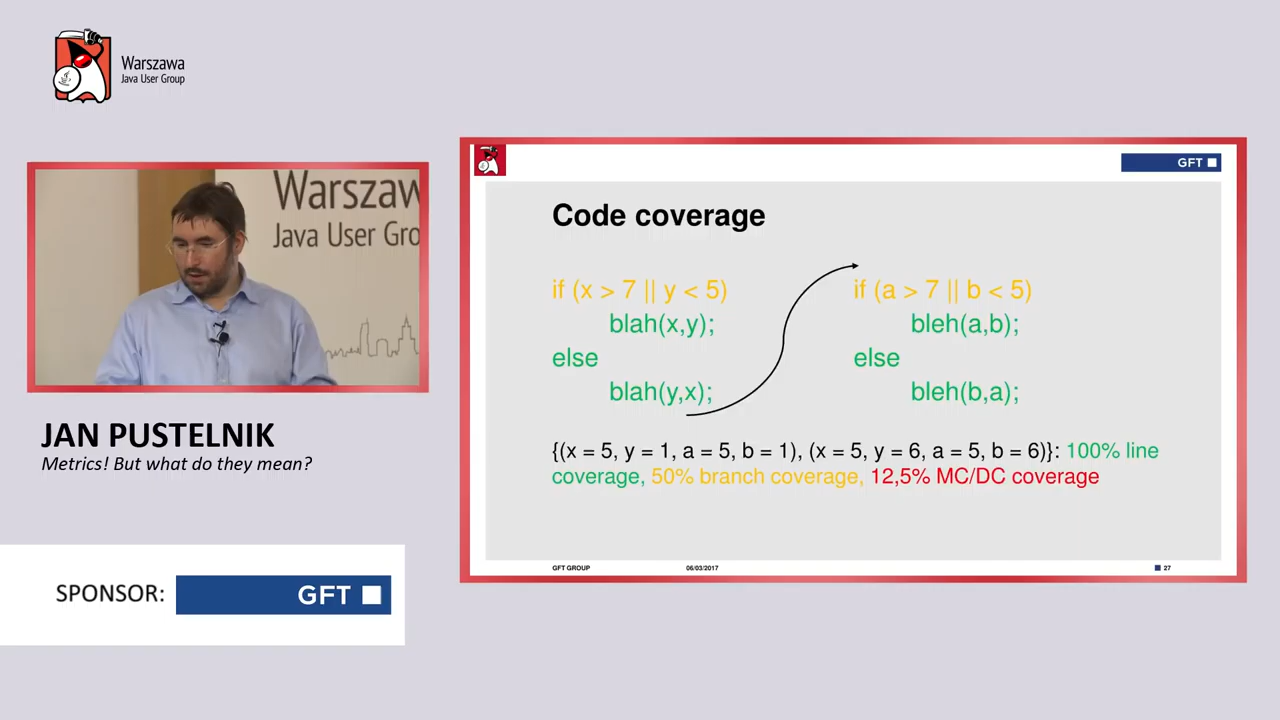 Warszawa
Java User Group
Warszaw
Java User Gro
JAN PUSTELNIK
Metrics! But what do they mean?
SPONSOR:
GFT
GFT
Code coverage
if (x > 7 || y < 5)
blah(x,y);
else
blah(y,x);
if (a > 7 || b < 5)
bleh(a,b);
else
bleh(b,a);
{(x = 5, y = 1, a = 5, b = 1), (x = 5, y = 6, a = 5, b = 6)}: 100% line
coverage, 50% branch coverage, 12,5% MC/DC coverage
GFT GROUP
06/03/2017
27